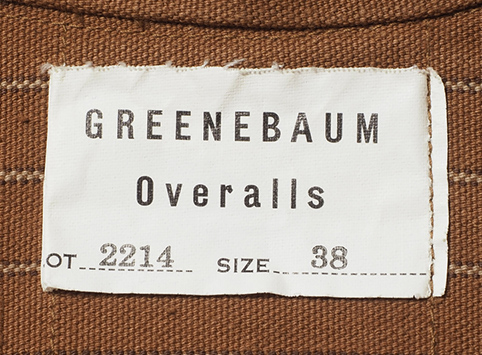 GREENEBAUM
Overalls
OT 2214 SIZE 38